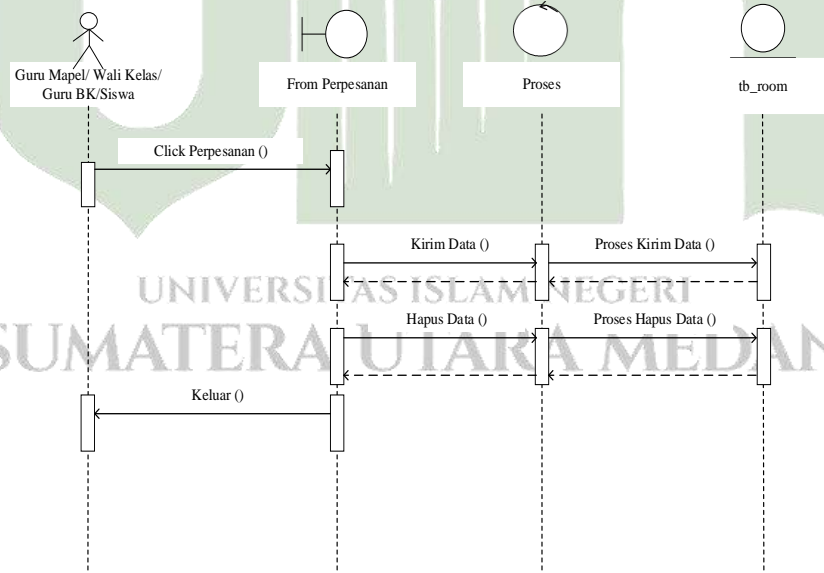 Guru Mapel/ Wali Kelas/
Guru BK/Siswa
From Perpesanan
Proses
tb_room
Click Perpesanan ()
Kirim Data ()
Proses Kirim Data ()
UNIVERSITAS ISLAM NEGERI
Hapus Data ()
Proses Hapus Data ()
SUMATERA UTARA MEDAN
Keluar ()